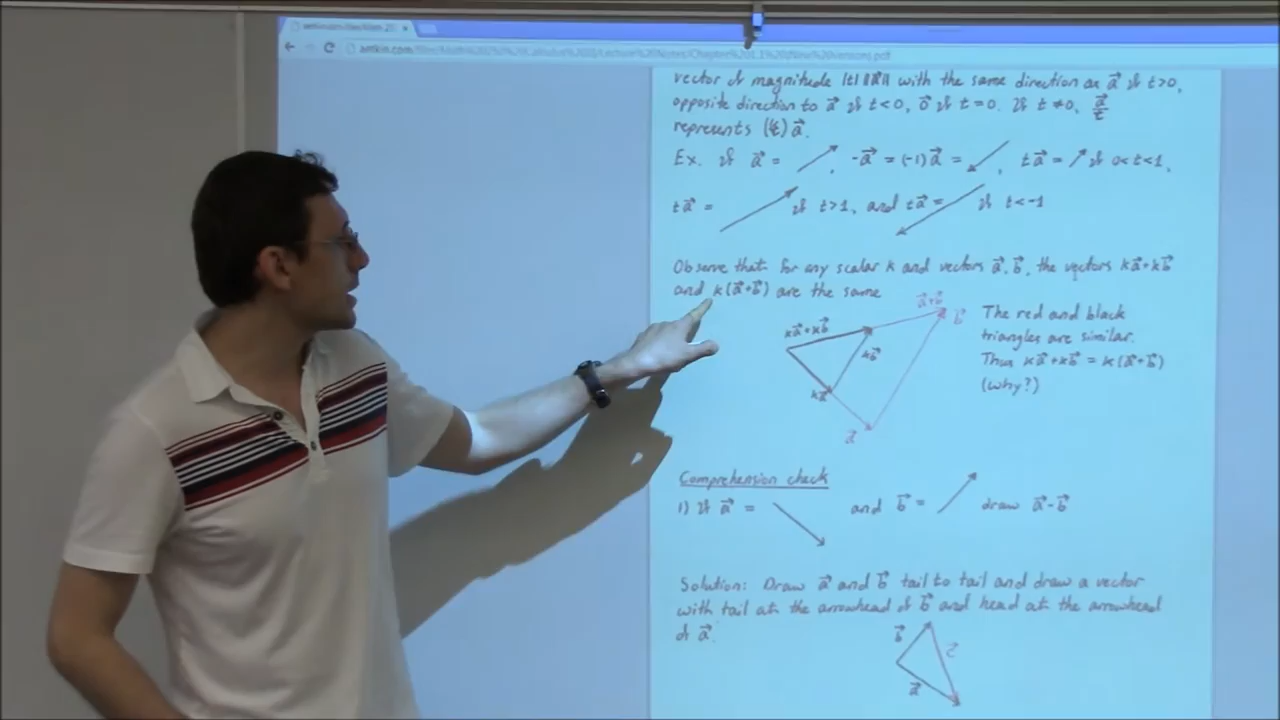 amkin.com
vector of magnitude |t| ||a⃗|| with the same direction as a⃗ if t>0,
opposite direction to a⃗ if t<0, 0⃗ if t=0. If t≠0, a⃗/t
represents (1/t)a⃗.
Ex. If a⃗ = , -a⃗ = (-1)a⃗ = , ta⃗ = if 0<t<1,
ta⃗ = if t>1, and ta⃗ = if t<-1
Observe that for any scalar k and vectors a⃗, b⃗, the vectors ka⃗+kb⃗
and k(a⃗+b⃗) are the same
a⃗+b⃗
b⃗
ka⃗+kb⃗
kb⃗
ka⃗
a⃗
The red and black
triangles are similar.
Thus ka⃗+kb⃗ = k(a⃗+b⃗)
(why?)
Comprehension check
1) If a⃗ = and b⃗ = draw a⃗-b⃗
Solution: Draw a⃗ and b⃗ tail to tail and draw a vector
with tail at the arrowhead of b⃗ and head at the arrowhead
of a⃗.
b⃗
c⃗
a⃗